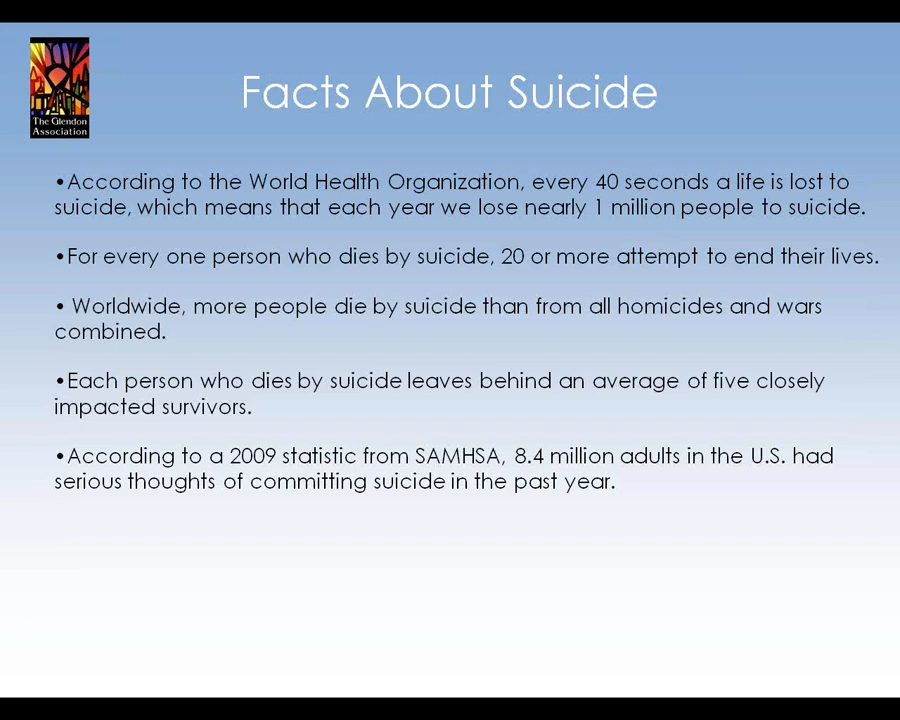 The Glendon
Association
Facts About Suicide
•According to the World Health Organization, every 40 seconds a life is lost to
suicide, which means that each year we lose nearly 1 million people to suicide.
•For every one person who dies by suicide, 20 or more attempt to end their lives.
• Worldwide, more people die by suicide than from all homicides and wars
combined.
•Each person who dies by suicide leaves behind an average of five closely
impacted survivors.
•According to a 2009 statistic from SAMHSA, 8.4 million adults in the U.S. had
serious thoughts of committing suicide in the past year.